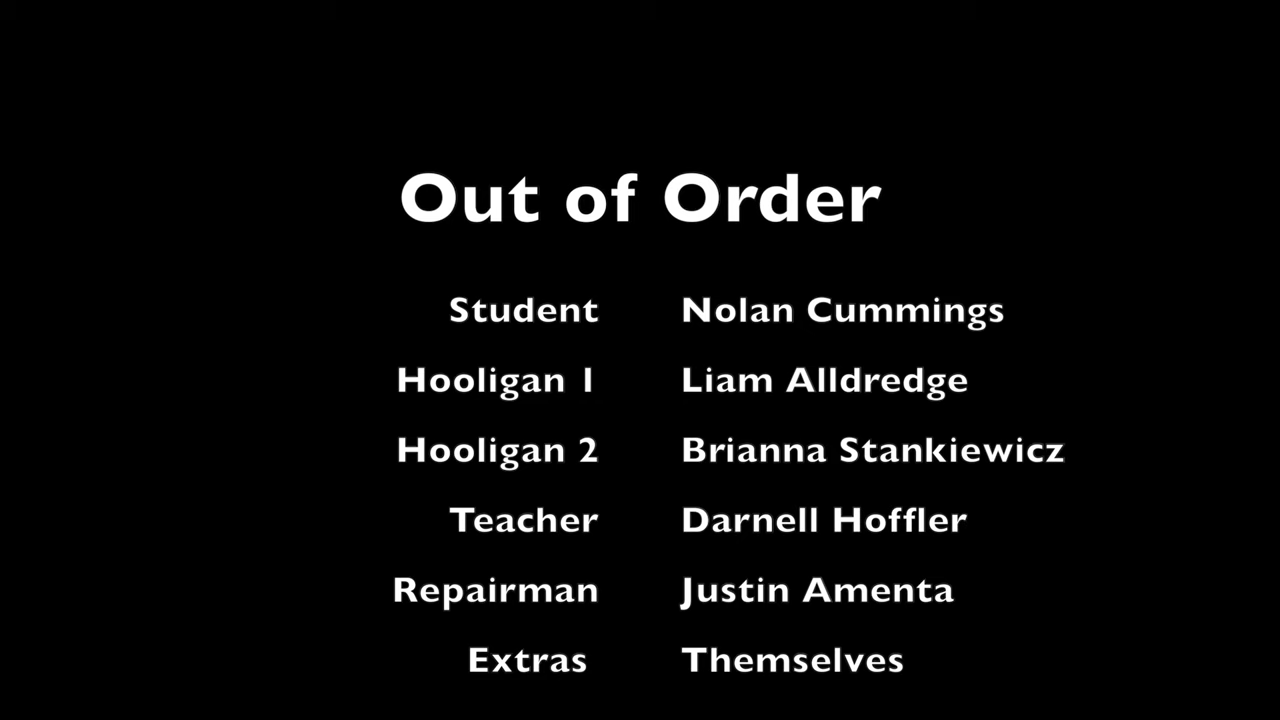 Out of Order
Student Nolan Cummings
Hooligan 1 Liam Alldredge
Hooligan 2 Brianna Stankiewicz
Teacher Darnell Hoffler
Repairman Justin Amenta
Extras Themselves